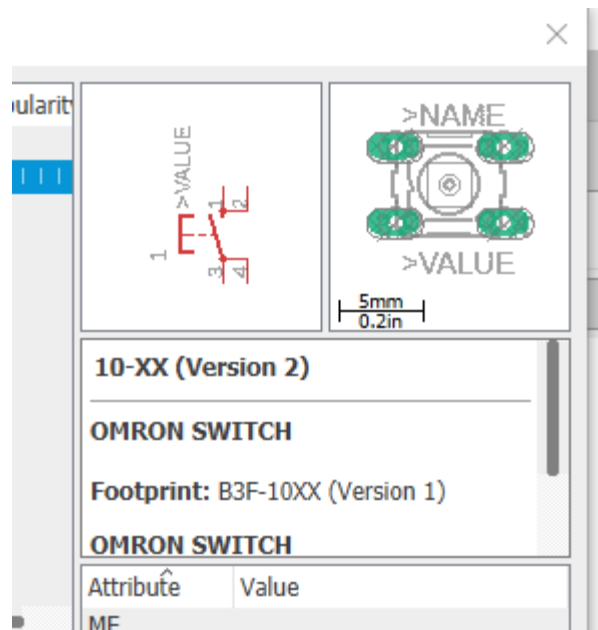 ularit
>VALUE
1
1
2
3
4
>NAME
>VALUE
5mm
0.2in
10-XX (Version 2)
OMRON SWITCH
Footprint: B3F-10XX (Version 1)
OMRON SWITCH
Attribute Value
MF